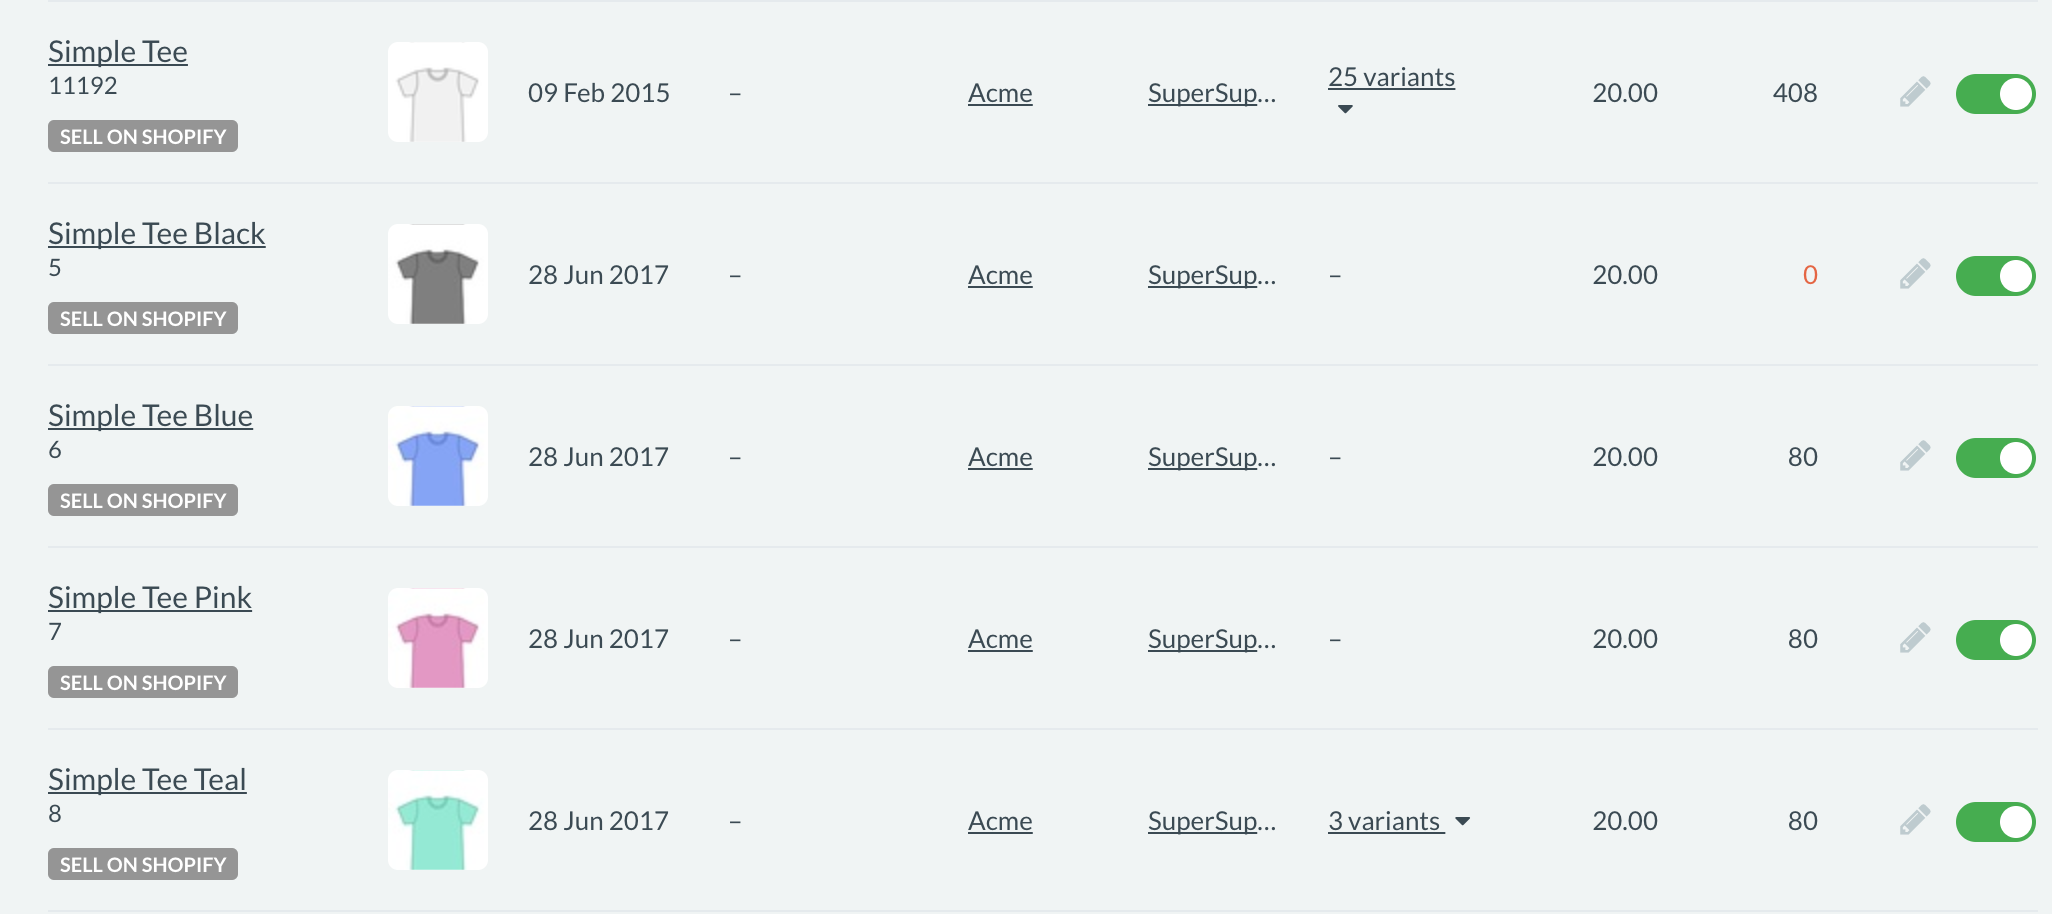 Simple Tee
11192
SELL ON SHOPIFY
09 Feb 2015 – Acme SuperSup... 25 variants 20.00 408
Simple Tee Black
5
SELL ON SHOPIFY
28 Jun 2017 – Acme SuperSup... – 20.00 0
Simple Tee Blue
6
SELL ON SHOPIFY
28 Jun 2017 – Acme SuperSup... – 20.00 80
Simple Tee Pink
7
SELL ON SHOPIFY
28 Jun 2017 – Acme SuperSup... – 20.00 80
Simple Tee Teal
8
SELL ON SHOPIFY
28 Jun 2017 – Acme SuperSup... 3 variants 20.00 80